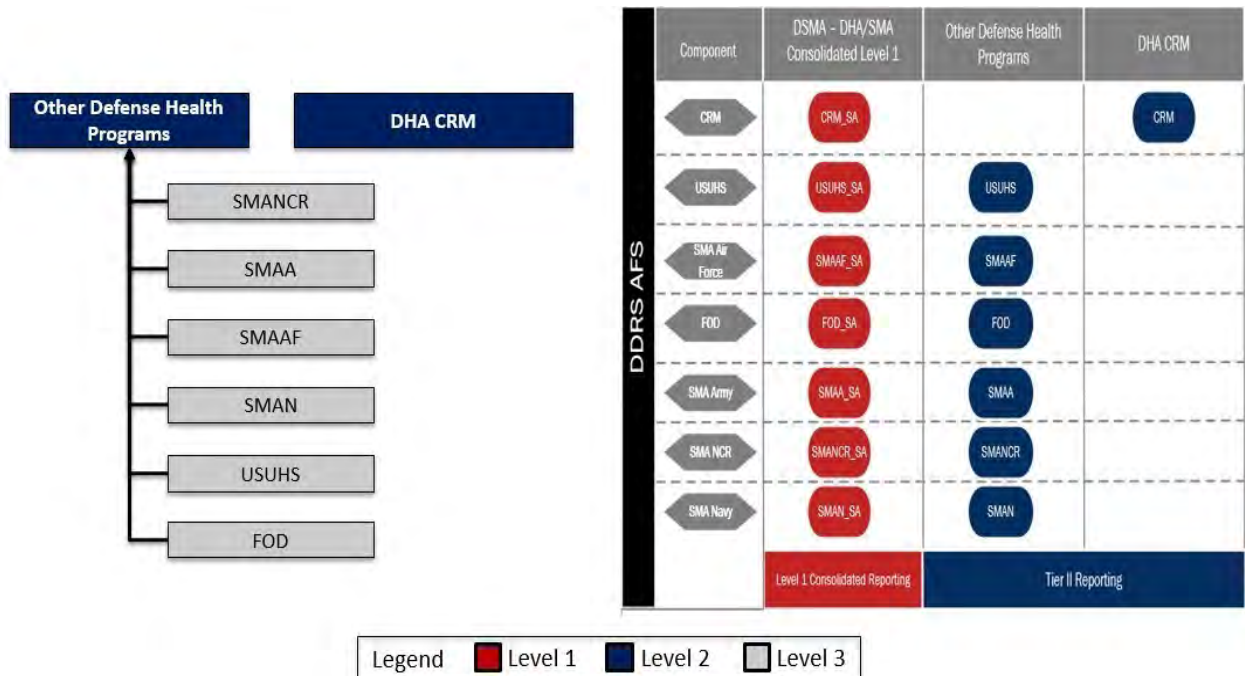 Other Defense Health
Programs
DHA CRM
SMANCR
SMAA
SMAAF
SMAN
USUHS
FOD
DDRS AFS
Component
DSMA – DHA/SMA
Consolidated Level 1
Other Defense Health
Programs
DHA CRM
CRM
CRM_SA
CRM
USUHS
USUHS_SA
USUHS
SMA Air
Force
SMAAF_SA
SMAAF
FOD
FOD_SA
FOD
SMA Army
SMAA_SA
SMAA
SMA NCR
SMANCR_SA
SMANCR
SMA Navy
SMAN_SA
SMAN
Level 1 Consolidated Reporting
Tier II Reporting
Legend
Level 1
Level 2
Level 3